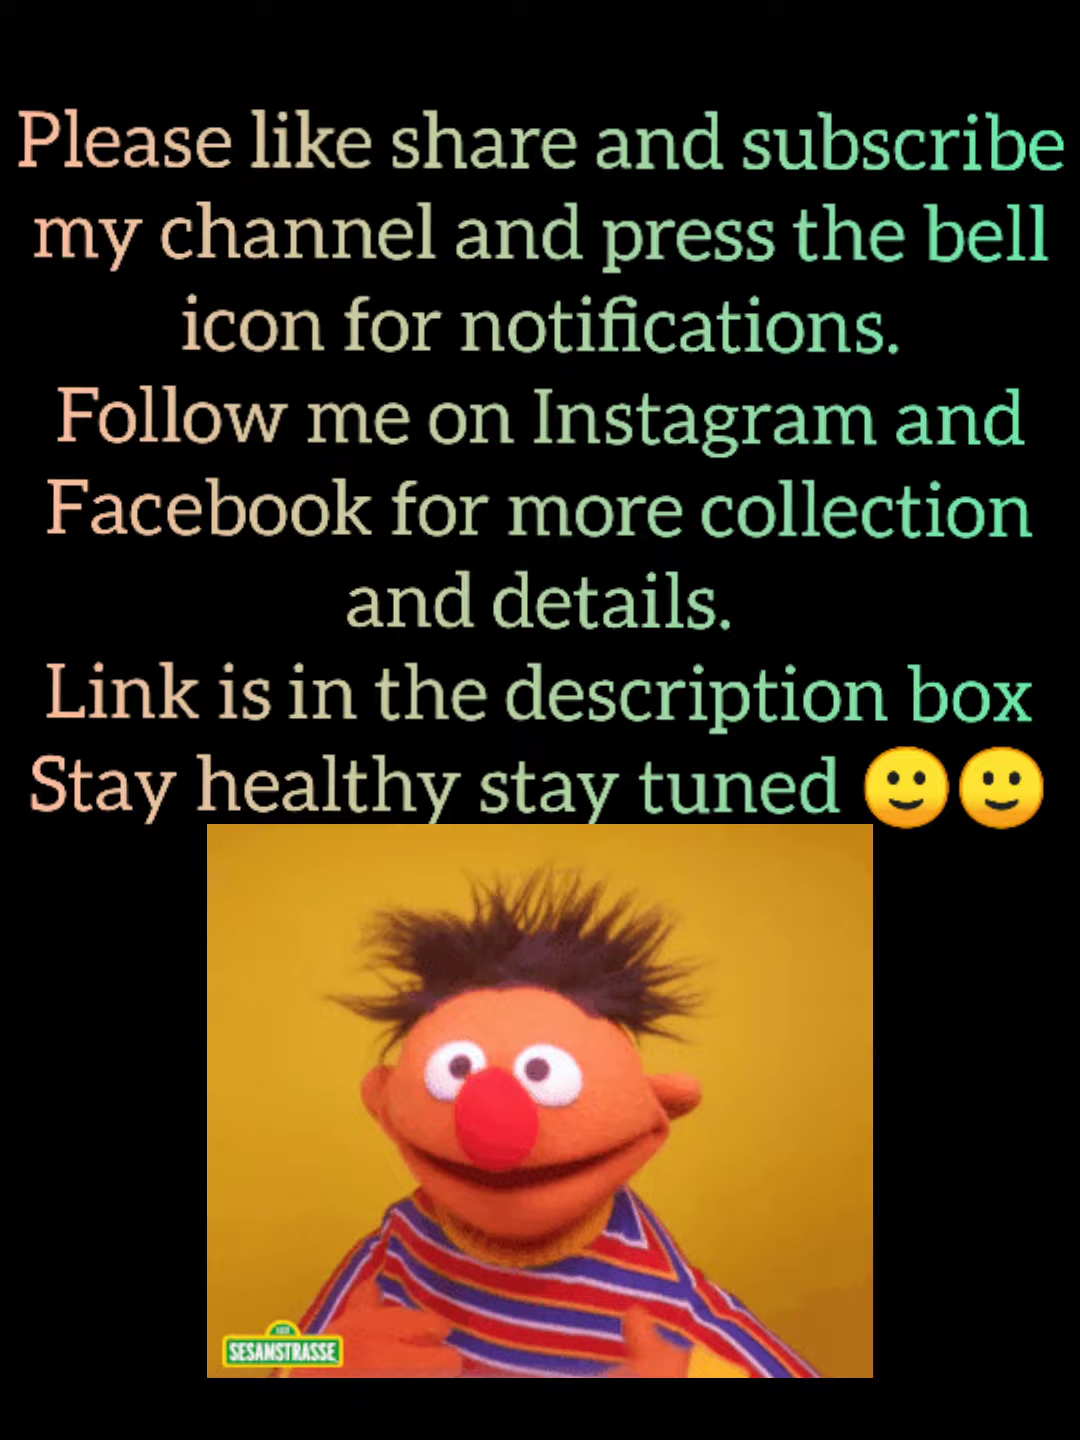 Please like share and subscribe
my channel and press the bell
icon for notifications.
Follow me on Instagram and
Facebook for more collection
and details.
Link is in the description box
Stay healthy stay tuned 🙂🙂
SESAMSTRASSE